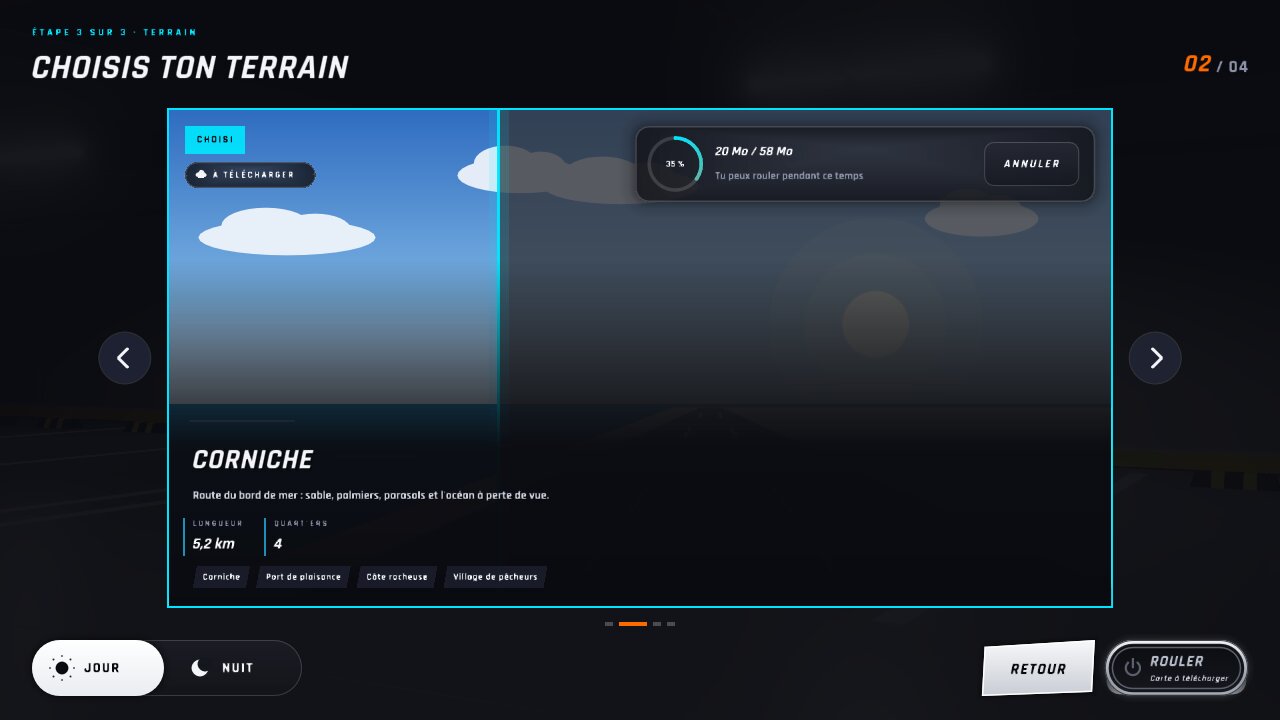 ÉTAPE 3 SUR 3 · TERRAIN
CHOISIS TON TERRAIN
02 / 04
CHOISI
À TÉLÉCHARGER
35 %
20 Mo / 58 Mo
Tu peux rouler pendant ce temps
ANNULER
CORNICHE
Route du bord de mer : sable, palmiers, parasols et l'océan à perte de vue.
LONGUEUR
QUARTIERS
5,2 km
4
Corniche
Port de plaisance
Côte rocheuse
Village de pêcheurs
JOUR
NUIT
RETOUR
ROULER
Carte à télécharger